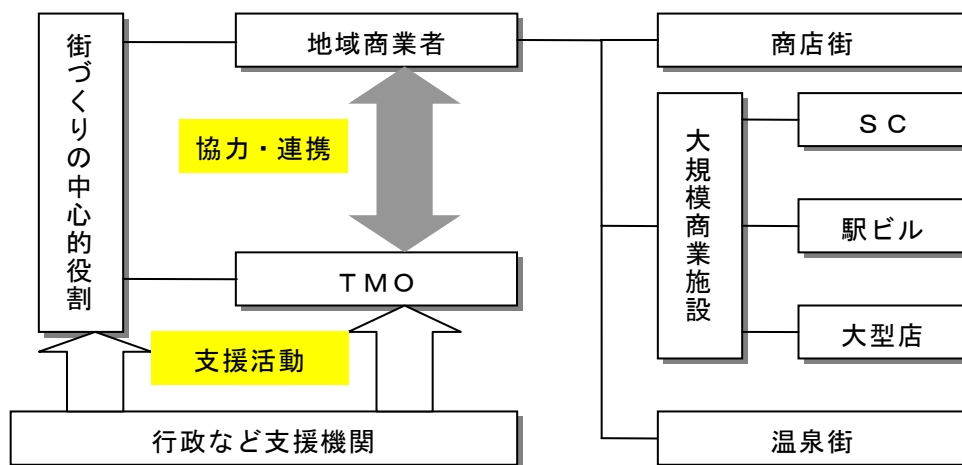 街づくりの中心的役割
地域商業者
商店街
協力・連携
大規模商業施設
ＳＣ
駅ビル
ＴＭＯ
大型店
支援活動
行政など支援機関
温泉街